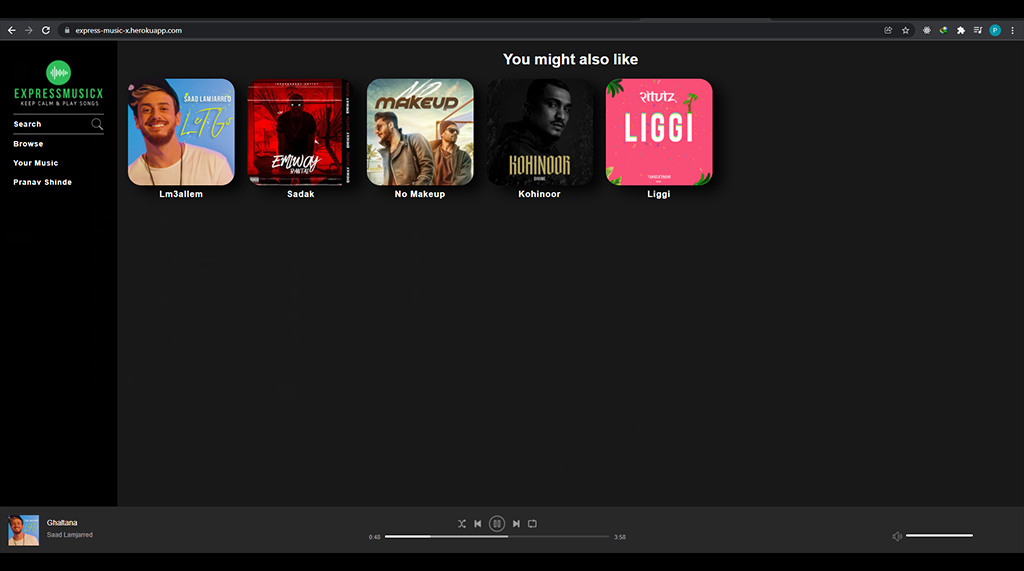 express-music-x.herokuapp.com
P
EXPRESSMUSICX
KEEP CALM & PLAY SONGS
Search
Browse
Your Music
Pranav Shinde
You might also like
SAAD LAMJARRED
LeTGo
Lm3allem
EMIWAY
BANTAI
Sadak
NO
MAKEUP
No Makeup
KOHINOOR
DIVINE
Kohinoor
RITVIZ
LIGGI
Liggi
Ghaltana
Saad Lamjarred
0:48
3:58